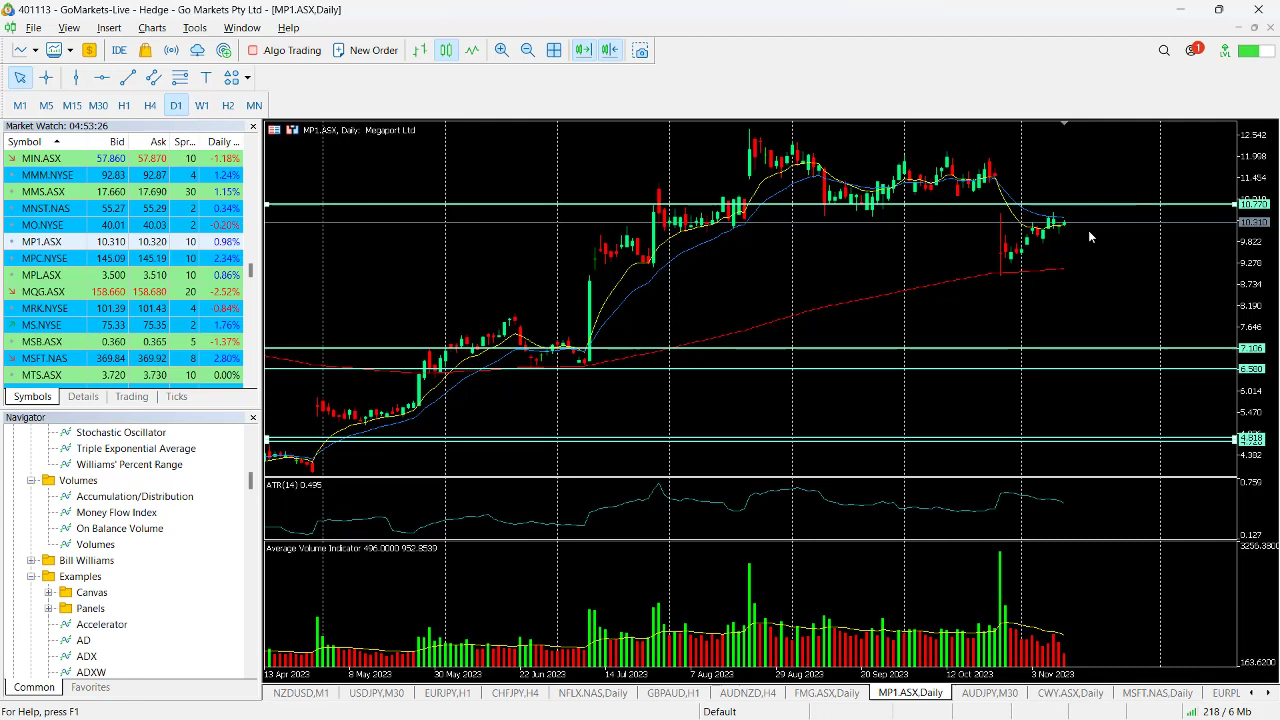 401113 - GoMarkets-Live - Hedge - Go Markets Pty Ltd - [MP1.ASX,Daily]
File View Insert Charts Tools Window Help
IDE Algo Trading New Order 1 LVL
M1 M5 M15 M30 H1 H4 D1 W1 H2 MN
Market Watch: 04:53:26
Symbol Bid Ask Spr... Daily ...
MIN.ASX 57.860 57.870 10 -1.18%
MMM.NYSE 92.83 92.87 4 1.24%
MMS.ASX 17.660 17.690 30 1.15%
MNST.NAS 55.27 55.29 2 0.34%
MO.NYSE 40.01 40.03 2 -0.20%
MP1.ASX 10.310 10.320 10 0.98%
MPC.NYSE 145.09 145.19 10 2.34%
MPL.ASX 3.500 3.510 10 0.86%
MQG.ASX 158.660 158.680 20 -2.52%
MRK.NYSE 101.39 101.43 4 -0.84%
MS.NYSE 75.33 75.35 2 1.76%
MSB.ASX 0.360 0.365 5 -1.37%
MSFT.NAS 369.84 369.92 8 2.80%
MTS.ASX 3.720 3.730 10 0.00%
Symbols Details Trading Ticks
Navigator
Stochastic Oscillator
Triple Exponential Average
Williams' Percent Range
Volumes
Accumulation/Distribution
Money Flow Index
On Balance Volume
Volumes
Bill Williams
Examples
Canvas
Panels
Accelerator
AD
ADX
ADXW
Common Favorites
MP1.ASX, Daily: Megaport Ltd
12.542
11.998
11.454
10.770
10.310
9.822
9.278
8.734
8.190
7.646
7.106
6.560
6.014
5.470
4.818
4.382
ATR(14) 0.495
0.759
0.127
Average Volume Indicator 496.0000 952.8539
163.6200
13 Apr 2023 9 May 2023 30 May 2023 22 Jun 2023 14 Jul 2023 7 Aug 2023 29 Aug 2023 20 Sep 2023 12 Oct 2023 3 Nov 2023
NZDUSD,M1 USDJPY,M30 EURJPY,H1 CHFJPY,H4 NFLX.NAS,Daily GBPAUD,H1 AUDNZD,H4 FMG.ASX,Daily MP1.ASX,Daily AUDJPY,M30 CWY.ASX,Daily MSFT.NAS,Daily EURPL
For Help, press F1 Default 218 / 6 Mb